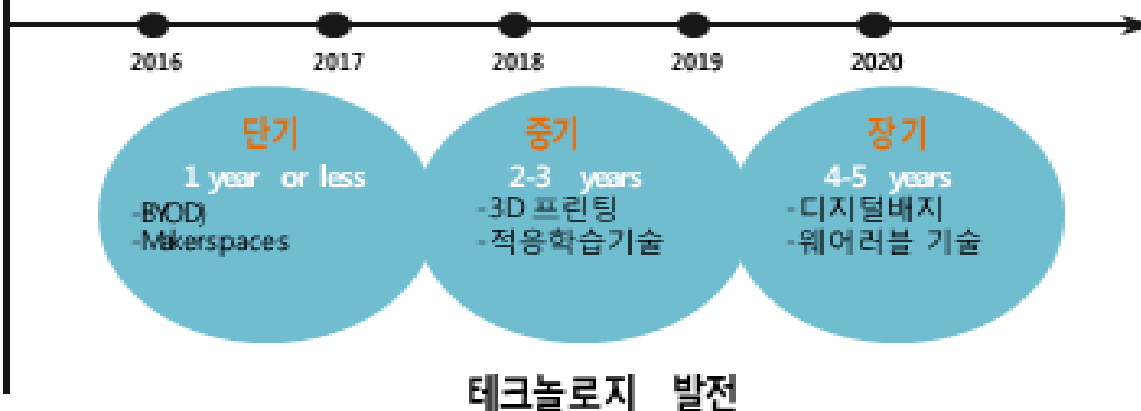 2016 2017 2018 2019 2020
단기
1 year or less
-BYOD)
-Makerspaces
중기
2-3 years
-3D 프린팅
-적응학습기술
장기
4-5 years
-디지털배지
-웨어러블 기술
테크놀로지 발전